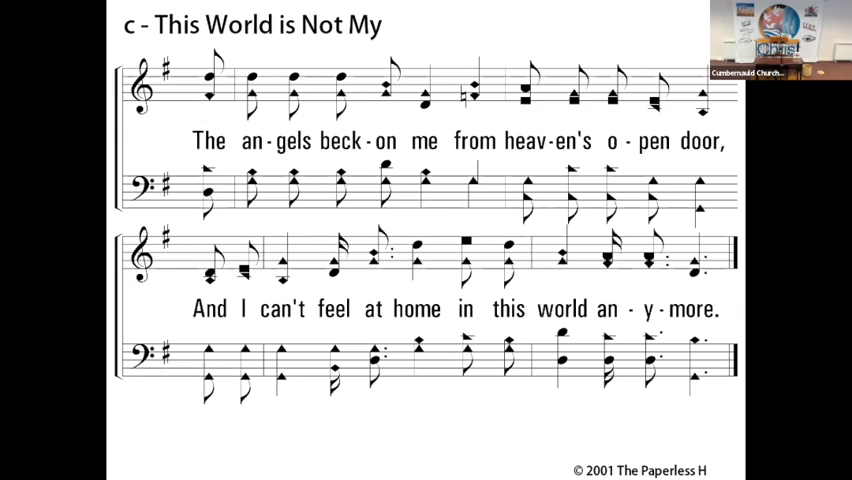 c - This World is Not My
Christ
Cumbernauld Church...
The an-gels beck-on me from heav-en's o-pen door,
And I can't feel at home in this world an-y-more.
© 2001 The Paperless H